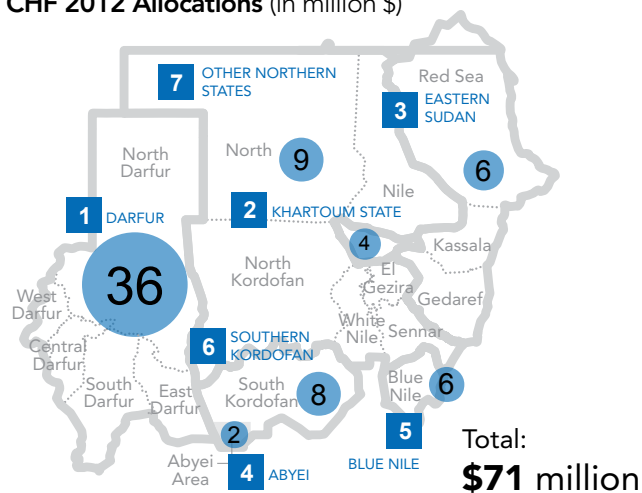 CHF 2012 Allocations (in million $)
7 OTHER NORTHERN
STATES
Red Sea
3 EASTERN
SUDAN
North
Darfur
North
9
6
Nile
1 DARFUR
2 KHARTOUM STATE
4
Kassala
36
North
Kordofan
El
Gezira
Gedaref
West
Darfur
White
Nile
Sennar
Central
Darfur
6 SOUTHERN
KORDOFAN
South
Darfur
East
Darfur
South
Kordofan
8
Blue
Nile
6
2
5
Abyei
Area
4 ABYEI
BLUE NILE
Total:
$71 million